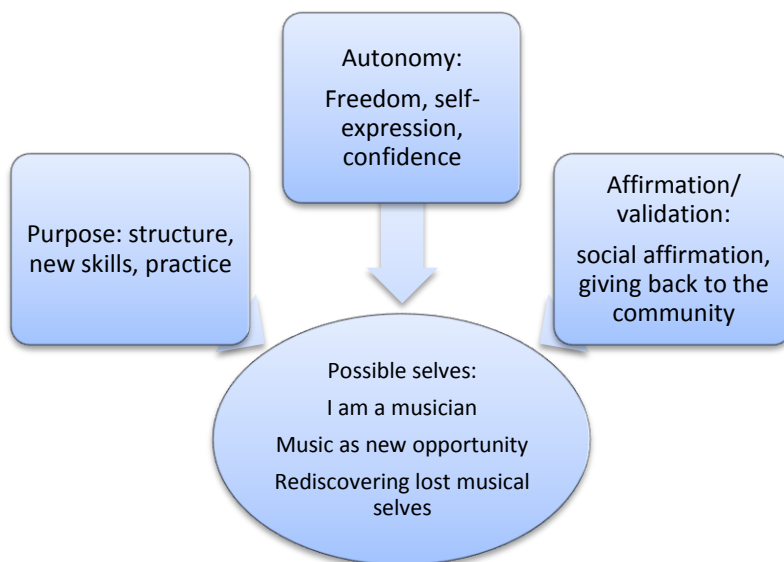 Purpose: structure,
new skills, practice
Autonomy:
Freedom, self-
expression,
confidence
Affirmation/
validation:
social affirmation,
giving back to the
community
Possible selves:
I am a musician
Music as new opportunity
Rediscovering lost musical
selves